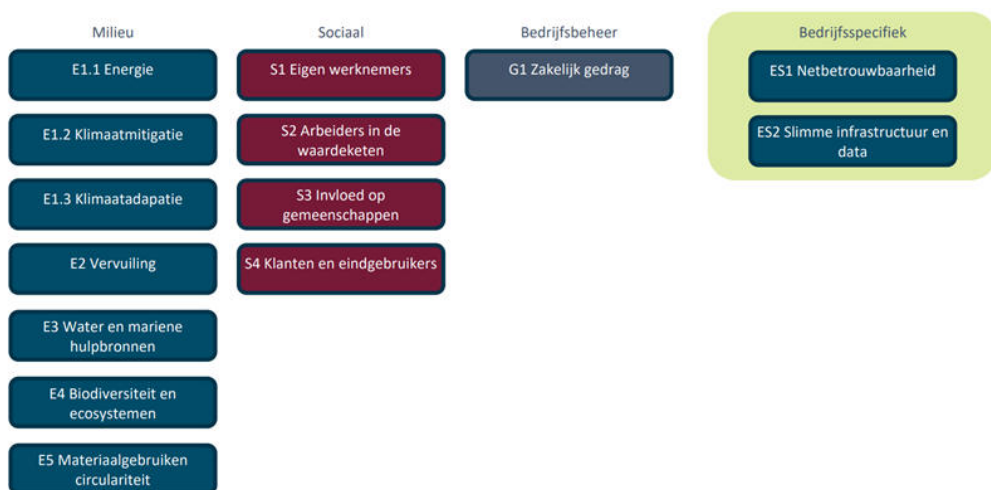 Milieu
E1.1 Energie
E1.2 Klimaatmitigatie
E1.3 Klimaatadapatie
E2 Vervuiling
E3 Water en mariene
hulpbronnen
E4 Biodiversiteit en
ecosystemen
E5 Materiaalgebruiken
circulariteit
Sociaal
S1 Eigen werknemers
S2 Arbeiders in de
waardeketen
S3 Invloed op
gemeenschappen
S4 Klanten en eindgebruikers
Bedrijfsbeheer
G1 Zakelijk gedrag
Bedrijfsspecifiek
ES1 Netbetrouwbaarheid
ES2 Slimme infrastructuur en
data